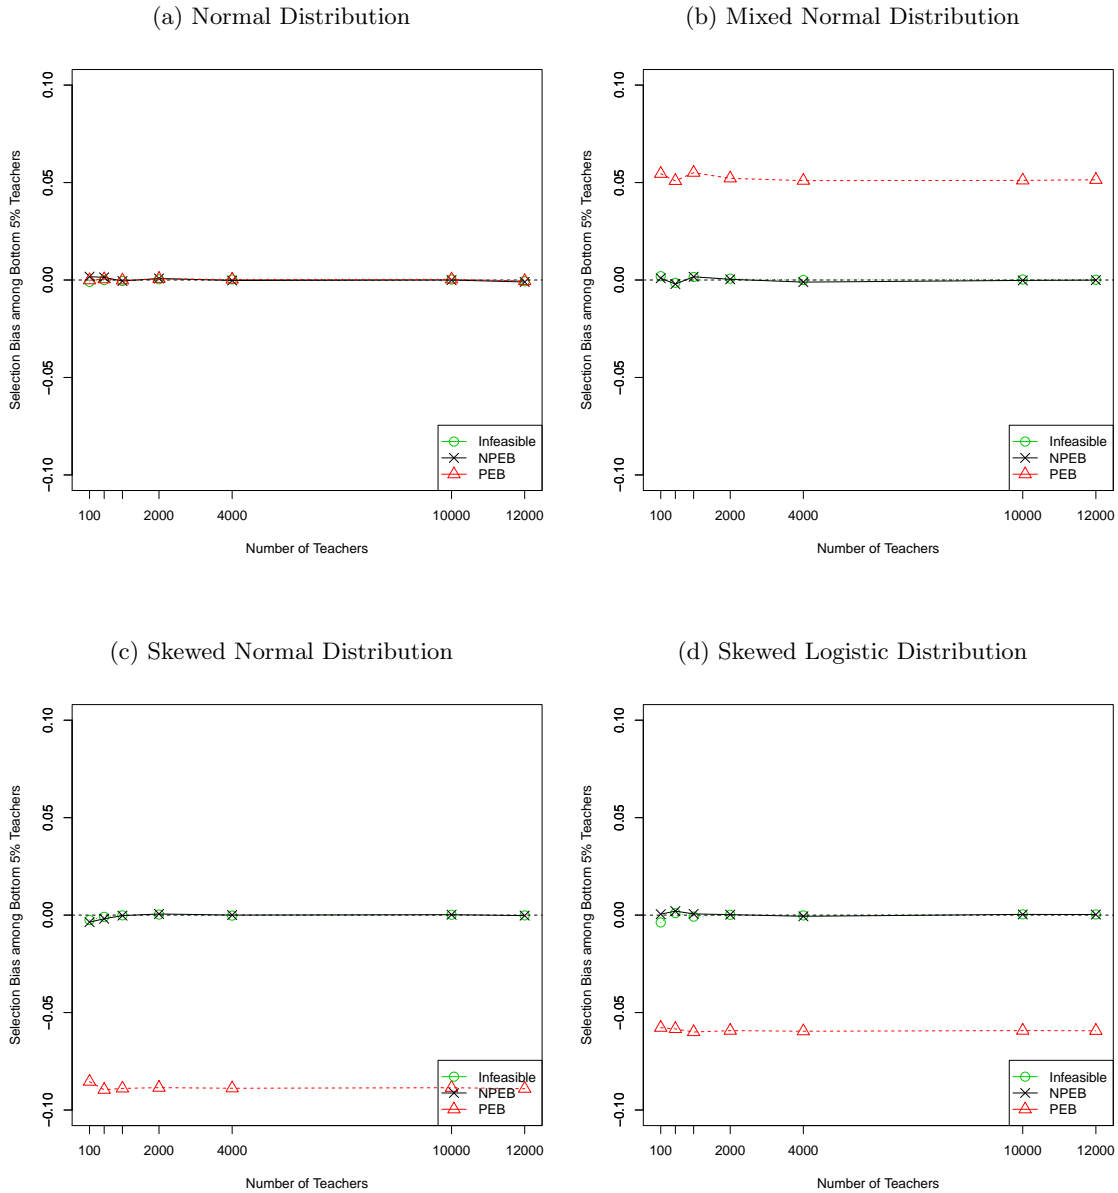 (a) Normal Distribution
Selection Bias among Bottom 5% Teachers
0.10
0.05
0.00
−0.05
−0.10
Infeasible
NPEB
PEB
100
2000
4000
10000
12000
Number of Teachers
(b) Mixed Normal Distribution
Selection Bias among Bottom 5% Teachers
0.10
0.05
0.00
−0.05
−0.10
Infeasible
NPEB
PEB
100
2000
4000
10000
12000
Number of Teachers
(c) Skewed Normal Distribution
Selection Bias among Bottom 5% Teachers
0.10
0.05
0.00
−0.05
−0.10
Infeasible
NPEB
PEB
100
2000
4000
10000
12000
Number of Teachers
(d) Skewed Logistic Distribution
Selection Bias among Bottom 5% Teachers
0.10
0.05
0.00
−0.05
−0.10
Infeasible
NPEB
PEB
100
2000
4000
10000
12000
Number of Teachers